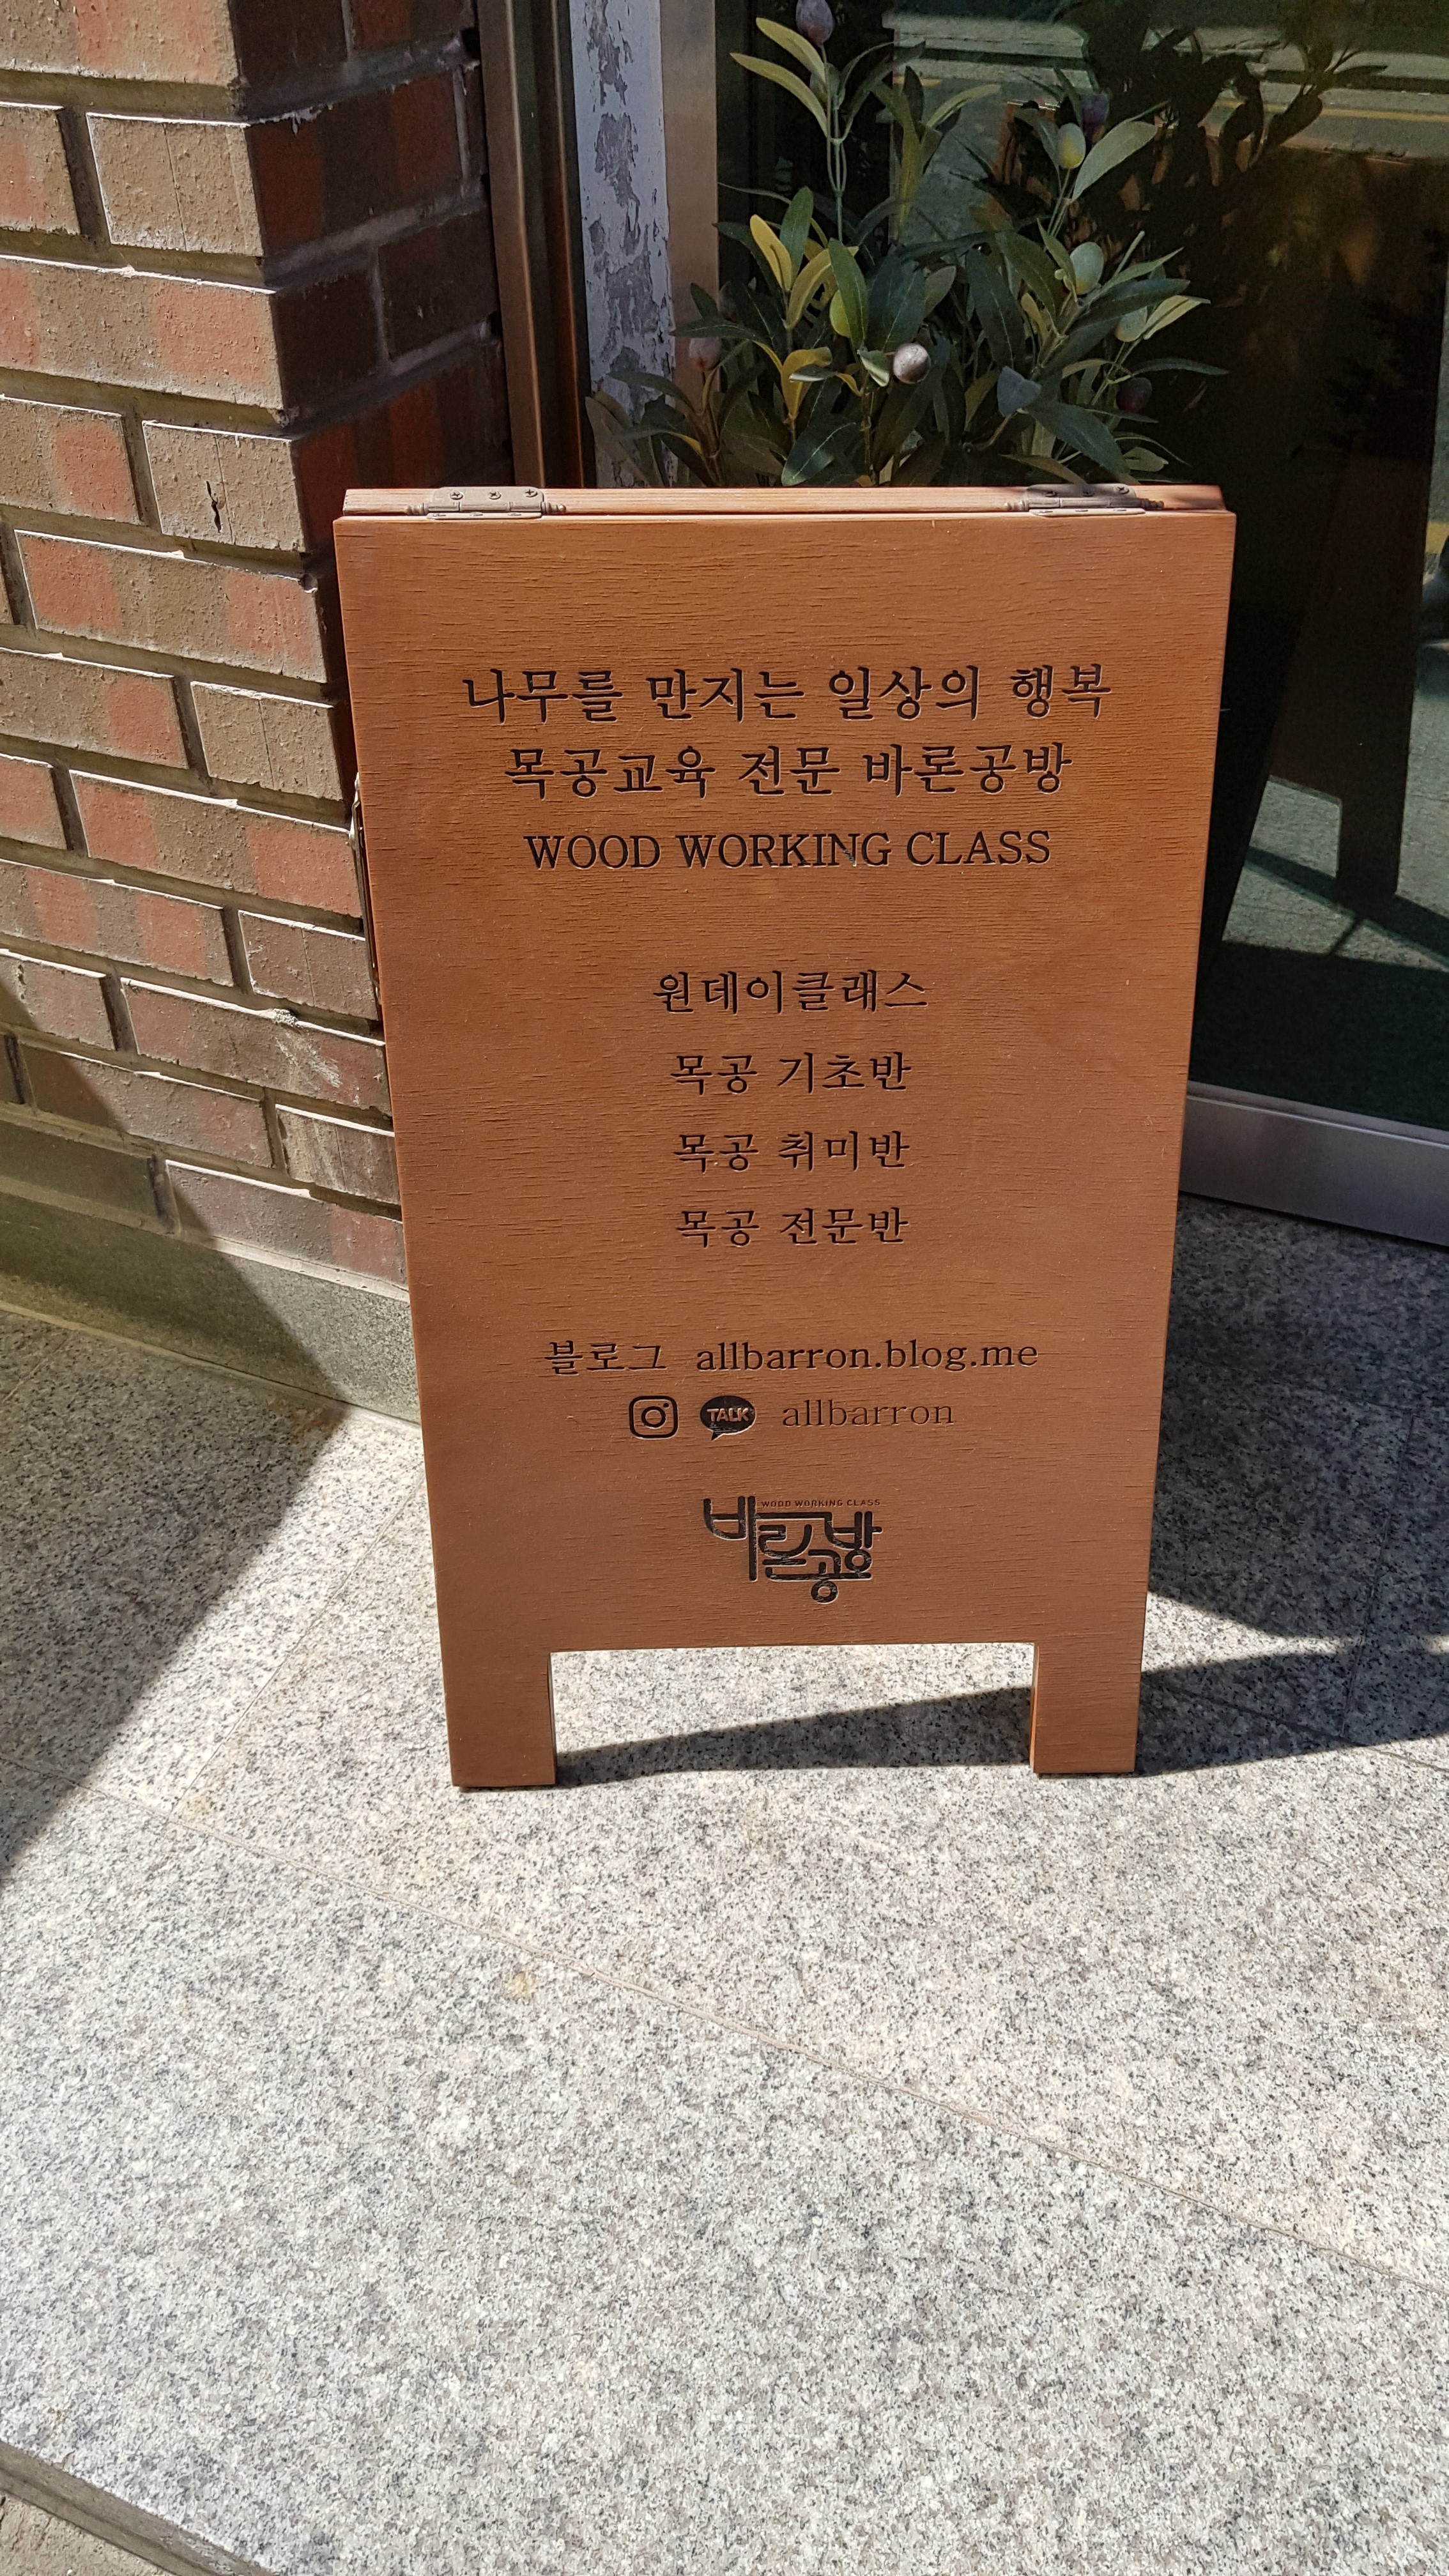 나무를 만지는 일상의 행복
목공교육 전문 바론공방
WOOD WORKING CLASS
원데이클래스
목공 기초반
목공 취미반
목공 전문반
블로그 allbarron.blog.me
TALK allbarron
WOOD WORKING CLASS
바론공방